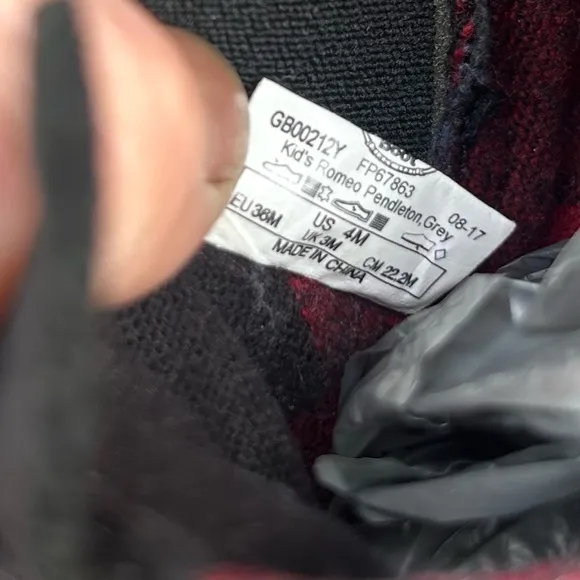 GB00212Y
FP67863
08-17
Kid's Romeo Pendleton,Grey
EU 36M
US 4M
UK 3M
CM 22.2M
MADE IN CHINA